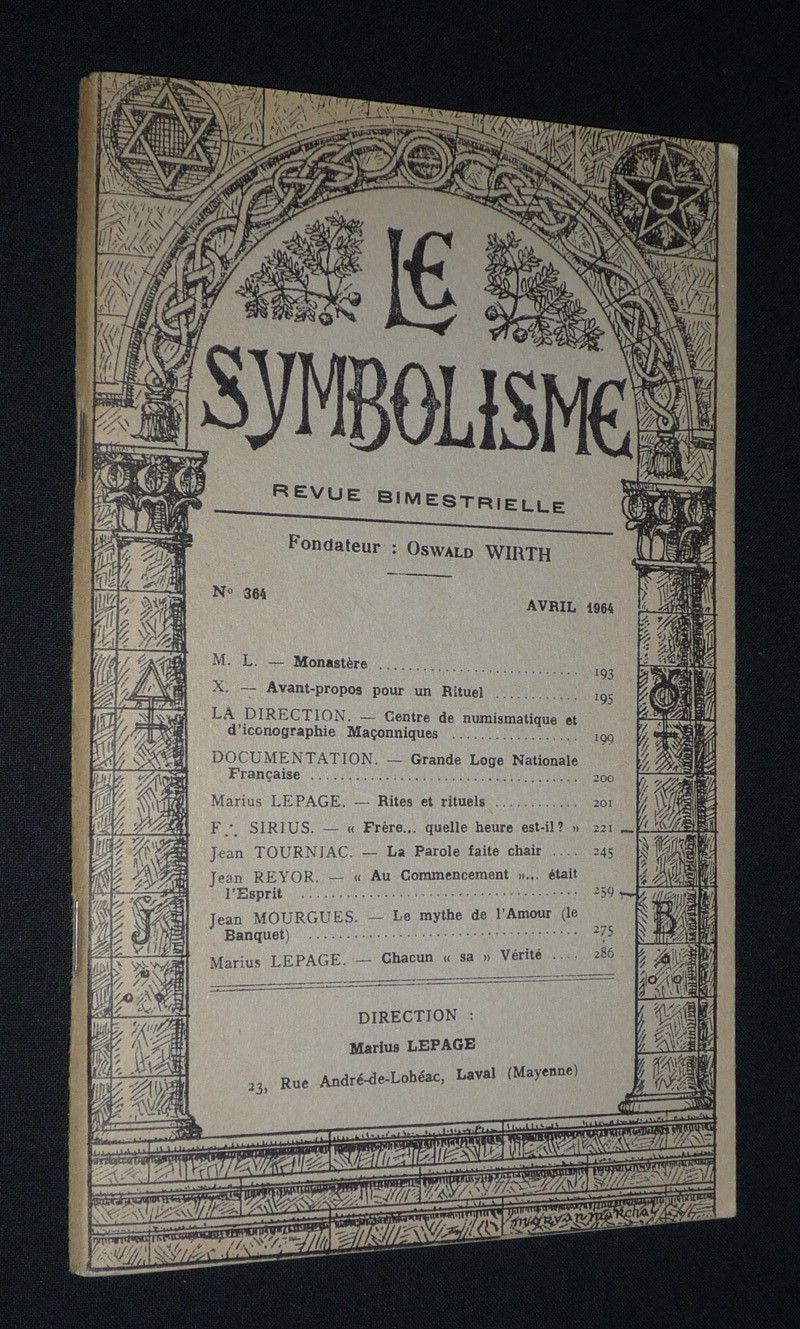 G
LE
SYMBOLISME
REVUE BIMESTRIELLE
Fondateur : OSWALD WIRTH
N° 364
AVRIL 1964
M. L. — Monastère .......................... 193
X. — Avant-propos pour un Rituel ............ 195
LA DIRECTION. — Centre de numismatique et
d'iconographie Maçonniques ................. 199
DOCUMENTATION. — Grande Loge Nationale
Française .................................... 200
Marius LEPAGE. — Rites et rituels ............ 201
F∴ SIRIUS. — « Frère... quelle heure est-il? » 221
Jean TOURNIAC. — La Parole faite chair .... 245
Jean REYOR. — « Au Commencement »... était
l'Esprit ...................................... 259
Jean MOURGUES. — Le mythe de l'Amour (le
Banquet) .................................... 275
Marius LEPAGE. — Chacun « sa » Vérité .... 286
J
B
DIRECTION :
Marius LEPAGE
23, Rue André-de-Lohéac, Laval (Mayenne)